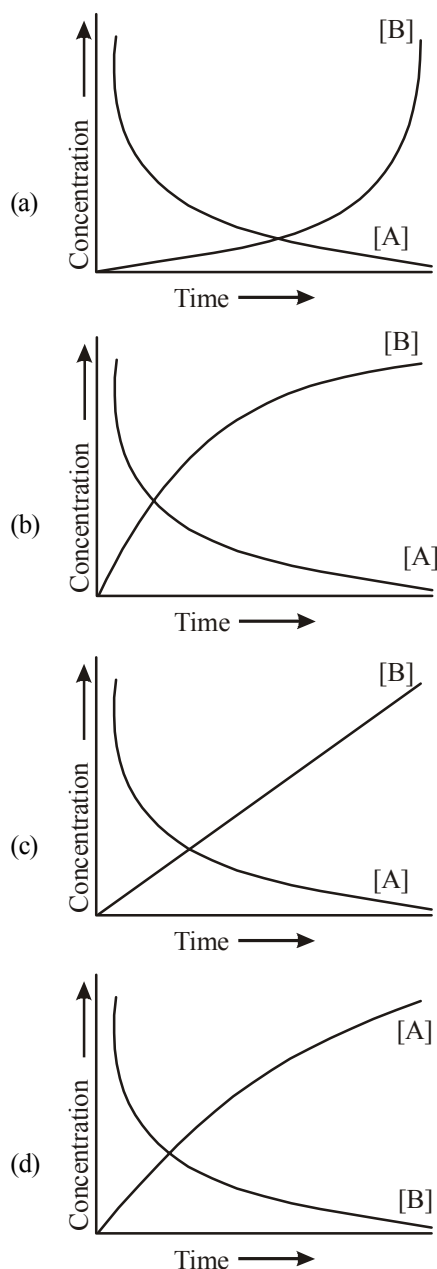 [B]
Concentration
(a)
[A]
Time
[B]
Concentration
(b)
[A]
Time
[B]
Concentration
(c)
[A]
Time
[A]
Concentration
(d)
[B]
Time